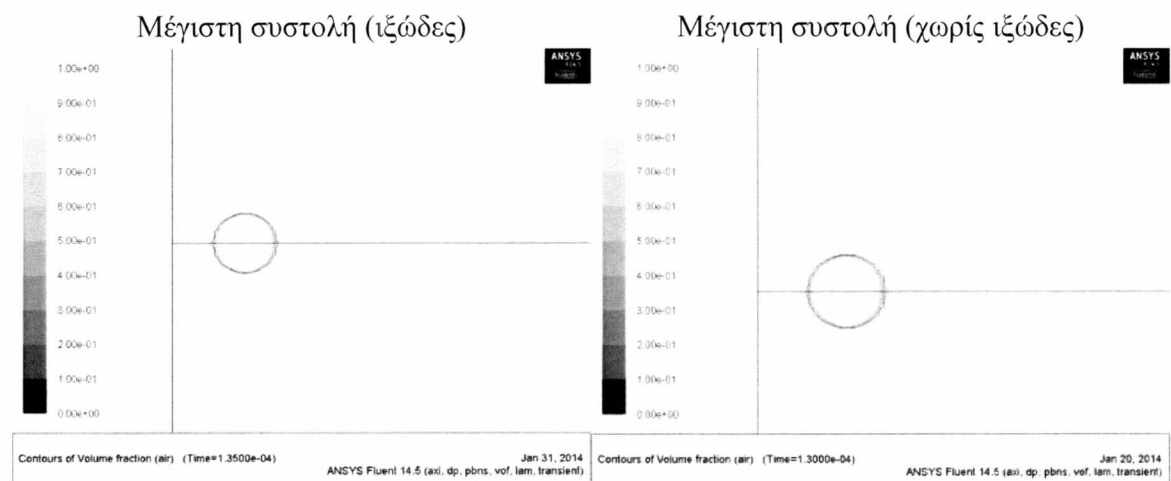 Μέγιστη συστολή (ιξώδες)
ANSYS
1.00e+00
9.00e-01
8.00e-01
7.00e-01
6.00e-01
5.00e-01
4.00e-01
3.00e-01
2.00e-01
1.00e-01
0.00e+00
Contours of Volume fraction (air) (Time=1.3500e-04)
Jan 31, 2014
ANSYS Fluent 14.5 (axi, dp, pbns, vof, lam, transient)
Μέγιστη συστολή (χωρίς ιξώδες)
ANSYS
1.00e+00
9.00e-01
8.00e-01
7.00e-01
6.00e-01
5.00e-01
4.00e-01
3.00e-01
2.00e-01
1.00e-01
0.00e+00
Contours of Volume fraction (air) (Time=1.3000e-04)
Jan 20, 2014
ANSYS Fluent 14.5 (axi, dp, pbns, vof, lam, transient)